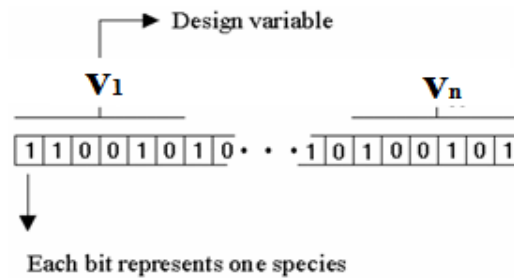 Design variable
V1 Vn
1 1 0 0 1 0 1 0 · · · 1 0 1 0 0 1 0 1
Each bit represents one species